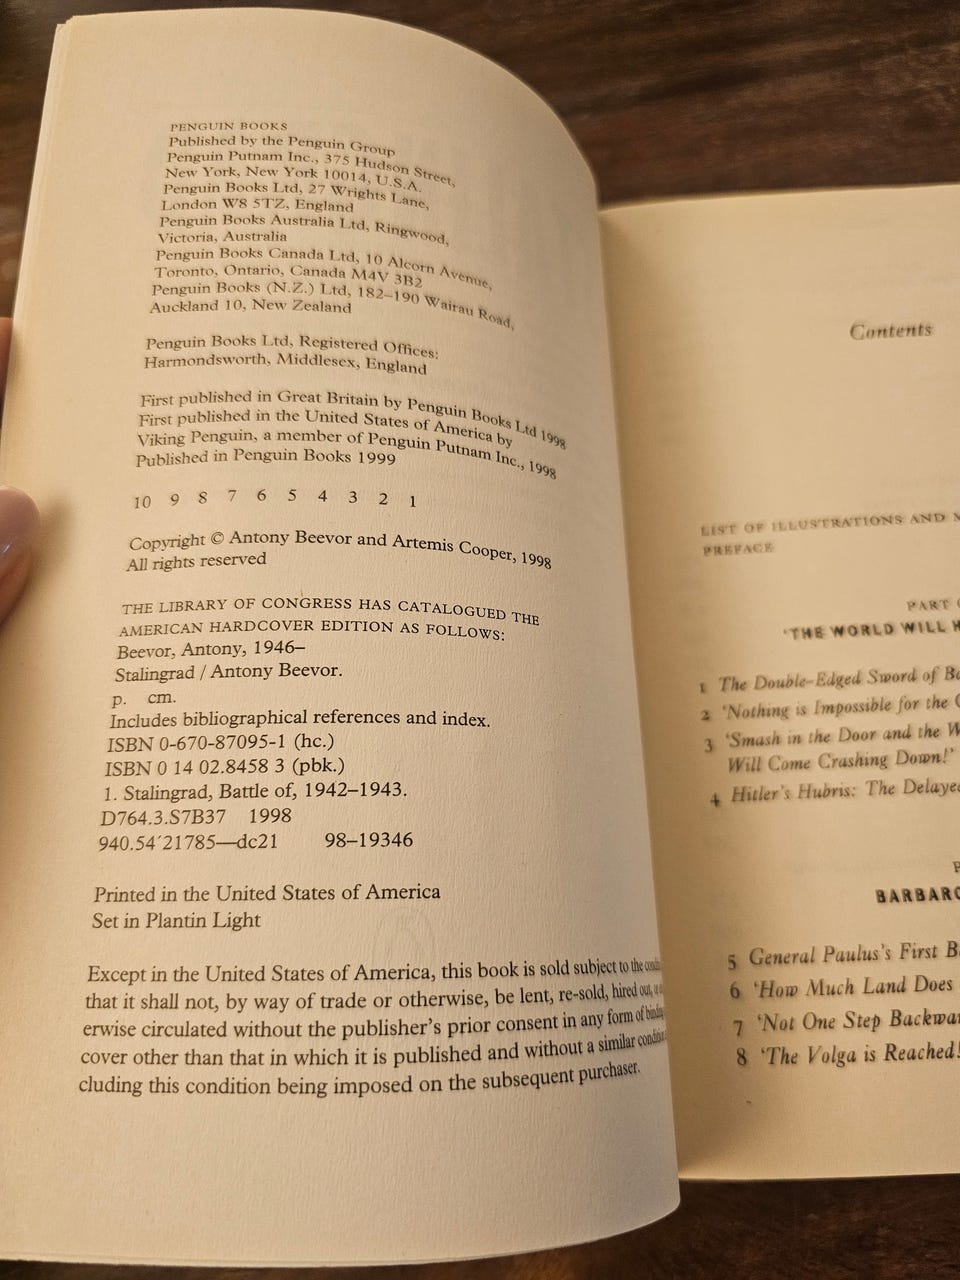 PENGUIN BOOKS
Published by the Penguin Group
Penguin Putnam Inc., 375 Hudson Street,
New York, New York 10014, U.S.A.
Penguin Books Ltd, 27 Wrights Lane,
London W8 5TZ, England
Penguin Books Australia Ltd, Ringwood,
Victoria, Australia
Penguin Books Canada Ltd, 10 Alcorn Avenue,
Toronto, Ontario, Canada M4V 3B2
Penguin Books (N.Z.) Ltd, 182–190 Wairau Road,
Auckland 10, New Zealand
Penguin Books Ltd, Registered Offices:
Harmondsworth, Middlesex, England
First published in Great Britain by Penguin Books Ltd 1998
First published in the United States of America by
Viking Penguin, a member of Penguin Putnam Inc., 1998
Published in Penguin Books 1999
10 9 8 7 6 5 4 3 2 1
Copyright © Antony Beevor and Artemis Cooper, 1998
All rights reserved
THE LIBRARY OF CONGRESS HAS CATALOGUED THE
AMERICAN HARDCOVER EDITION AS FOLLOWS:
Beevor, Antony, 1946–
Stalingrad / Antony Beevor.
p. cm.
Includes bibliographical references and index.
ISBN 0-670-87095-1 (hc.)
ISBN 0 14 02.8458 3 (pbk.)
1. Stalingrad, Battle of, 1942–1943.
D764.3.S7B37 1998
940.54′21785—dc21 98–19346
Printed in the United States of America
Set in Plantin Light
Except in the United States of America, this book is sold subject to the
that it shall not, by way of trade or otherwise, be lent, re-sold, hired out,
erwise circulated without the publisher's prior consent in any form of binding
cover other than that in which it is published and without a similar condition
cluding this condition being imposed on the subsequent purchaser.
Contents
LIST OF ILLUSTRATIONS AND
PREFACE
PART
'THE WORLD WILL
1 The Double-Edged Sword of
2 'Nothing is Impossible for the
3 'Smash in the Door and the
Will Come Crashing Down!'
4 Hitler's Hubris: The
BARBARO
5 General Paulus's First
6 'How Much Land Does
7 'Not One Step
8 'The Volga is Reached!